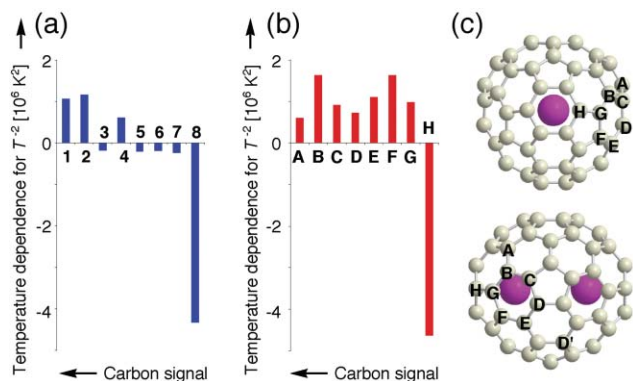 (a)
Temperature dependence for T⁻² [10⁶ K²]
0
-2
-4
1
2
3
4
5
6
7
8
Carbon signal
(b)
Temperature dependence for T⁻² [10⁶ K²]
2
0
-2
-4
A
B
C
D
E
F
G
H
Carbon signal
(c)
A
B
C
H
G
D
F
E
A
B
C
H
G
D
F
E
D'